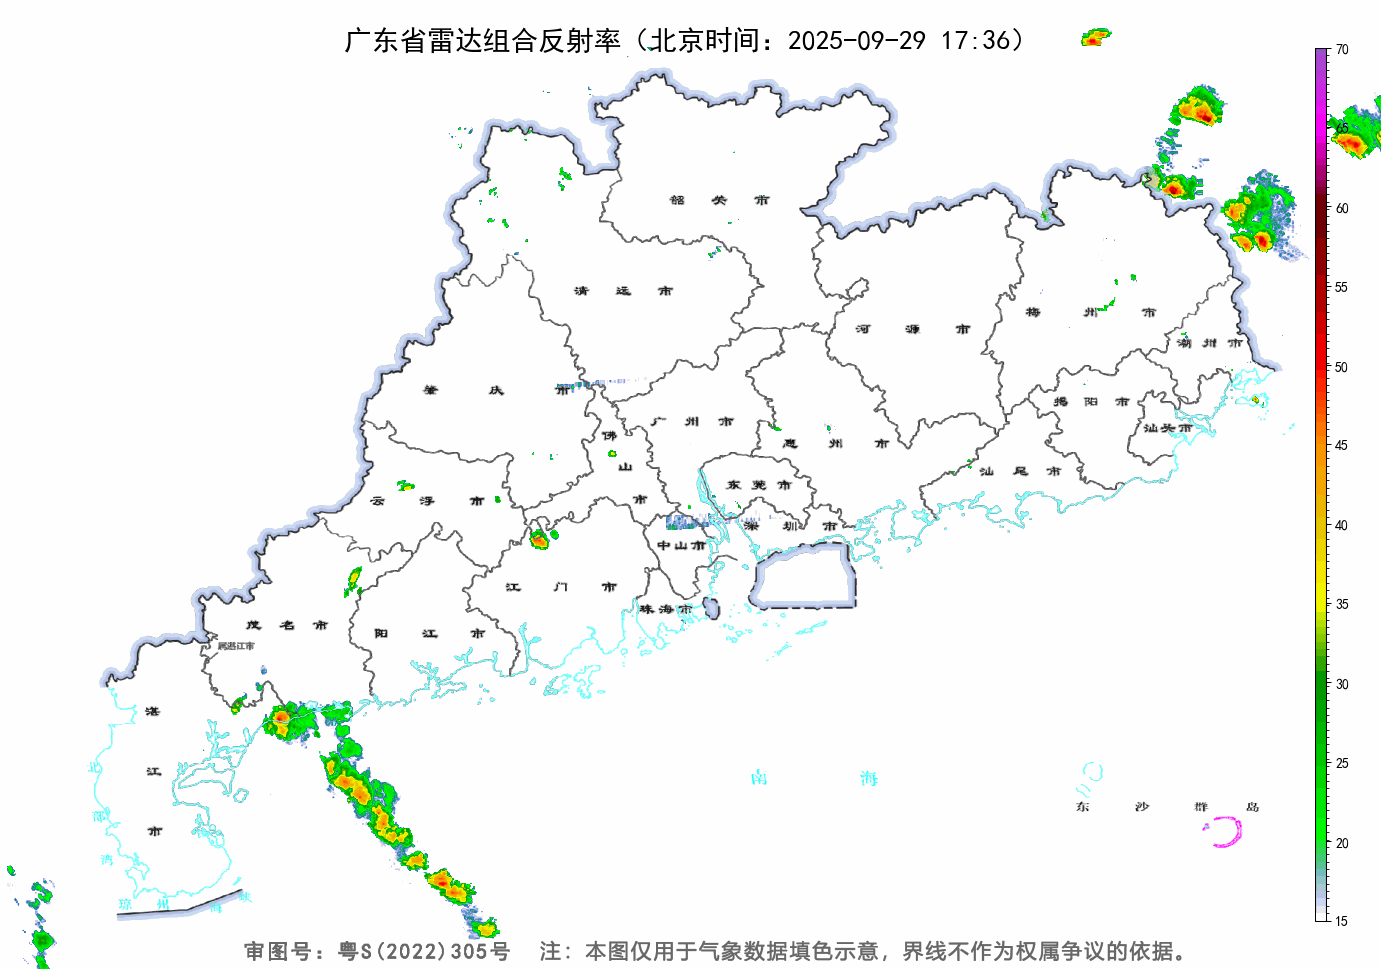 广东省雷达组合反射率（北京时间：2025-09-29 17:36）
70
65
60
55
50
45
40
35
30
25
20
15
韶关市
清远市
河源市
梅州市
潮州市
肇庆市
广州市
佛山市
惠州市
揭阳市
汕头市
汕尾市
东莞市
云浮市
深圳市
中山市
江门市
珠海市
茂名市
属湛江市
阳江市
湛江市
北部湾
琼州海峡
南海
东沙群岛
审图号：粤S(2022)305号 注：本图仅用于气象数据填色示意，界线不作为权属争议的依据。